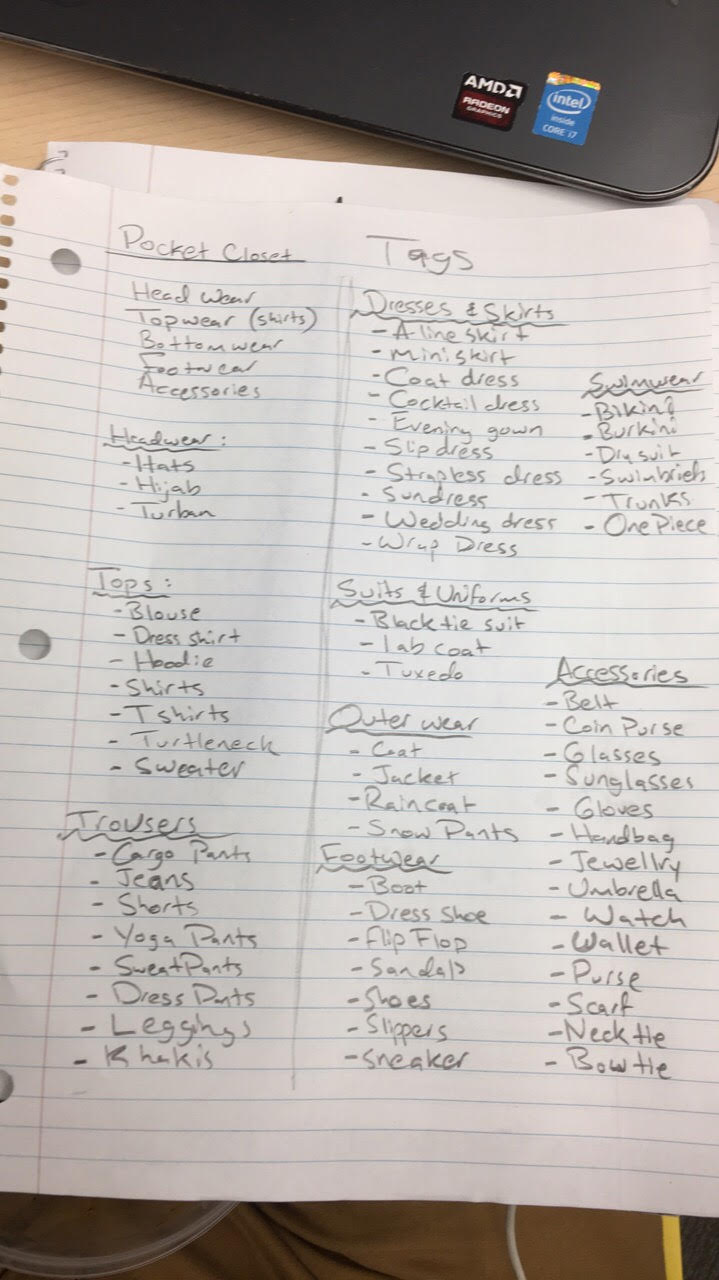 AMD
RADEON
GRAPHICS
intel
inside
CORE i7
Pocket Closet
Tags
Head wear
Topwear (shirts)
Bottomwear
Footwear
Accessories
Headwear:
- Hats
- Hijab
- Turban
Tops:
- Blouse
- Dress shirt
- Hoodie
- Shirts
- T shirts
- Turtleneck
- Sweater
Trousers
- Cargo Pants
- Jeans
- Shorts
- Yoga Pants
- SweatPants
- Dress Pants
- Leggings
- Khakis
Dresses & Skirts
- A line skirt
- Mini skirt
- Coat dress
- Cocktail dress
- Evening gown
- Slip dress
- Strapless dress
- Sundress
- Wedding dress
- Wrap Dress
Swimwear
- Bikini
- Burkini
- Dry suit
- Swimbriefs
- Trunks
- One Piece
Suits & Uniforms
- Black tie suit
- lab coat
- Tuxedo
Outer wear
- Coat
- Jacket
- Raincoat
- Snow Pants
Footwear
- Boot
- Dress Shoe
- Flip Flop
- Sandals
- Shoes
- Slippers
- Sneaker
Accessories
- Belt
- Coin Purse
- Glasses
- Sunglasses
- Gloves
- Handbag
- Jewellry
- Umbrella
- Watch
- Wallet
- Purse
- Scarf
- Neck tie
- Bow tie